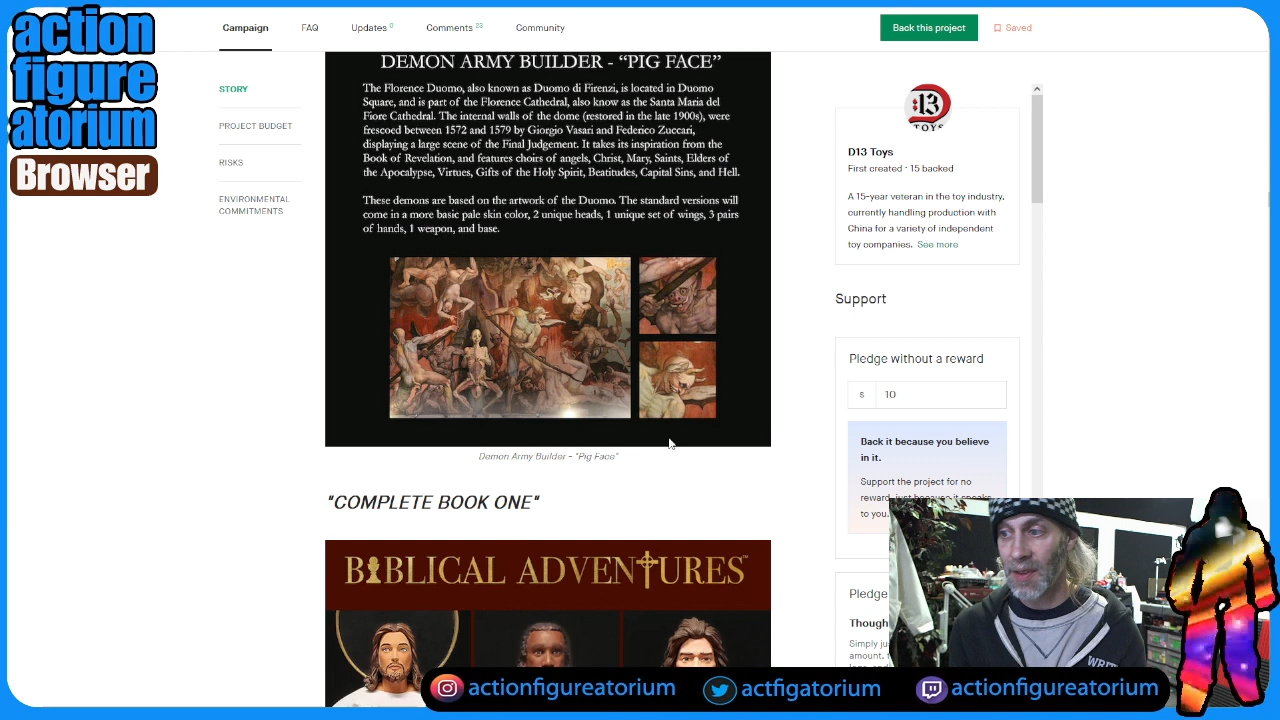 action
figure
atorium
Browser
Campaign
FAQ
Updates 0
Comments 23
Community
Back this project
Saved
STORY
PROJECT BUDGET
RISKS
ENVIRONMENTAL
COMMITMENTS
DEMON ARMY BUILDER - “PIG FACE”
The Florence Duomo, also known as Duomo di Firenzi, is located in Duomo
Square, and is part of the Florence Cathedral, also know as the Santa Maria del
Fiore Cathedral. The internal walls of the dome (restored in the late 1900s), were
frescoed between 1572 and 1579 by Giorgio Vasari and Federico Zuccari,
displaying a large scene of the Final Judgement. It takes its inspiration from the
Book of Revelation, and features choirs of angels, Christ, Mary, Saints, Elders of
the Apocalypse, Virtues, Gifts of the Holy Spirit, Beatitudes, Capital Sins, and Hell.
These demons are based on the artwork of the Duomo. The standard versions will
come in a more basic pale skin color, 2 unique heads, 1 unique set of wings, 3 pairs
of hands, 1 weapon, and base.
Demon Army Builder - "Pig Face"
"COMPLETE BOOK ONE"
BIBLICAL ADVENTURES™
:13
TOYS
D13 Toys
First created · 15 backed
A 15-year veteran in the toy industry,
currently handling production with
China for a variety of independent
toy companies. See more
Support
Pledge without a reward
$ 10
Back it because you believe
in it.
Support the project for no
reward, just because it speaks
to you.
Pledge
Though
Simply ju
amount,
WRIT
actionfigureatorium
actfigatorium
actionfigureatorium